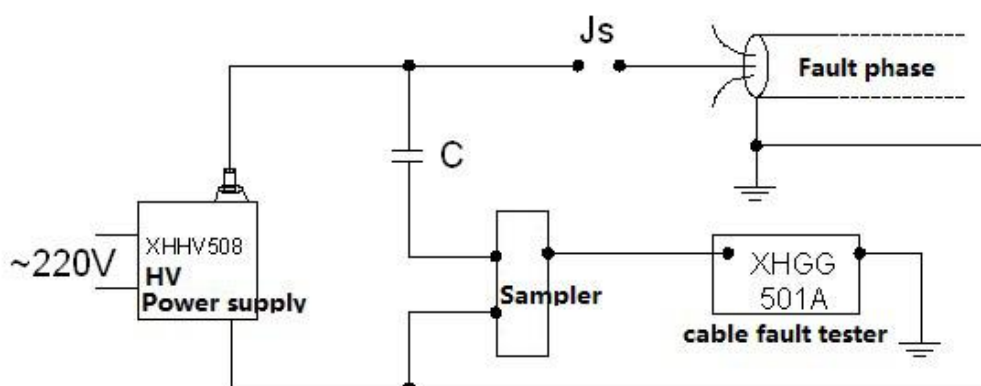 Js
Fault phase
C
~220V
XHHV508
HV
Power supply
Sampler
XHGG
501A
cable fault tester